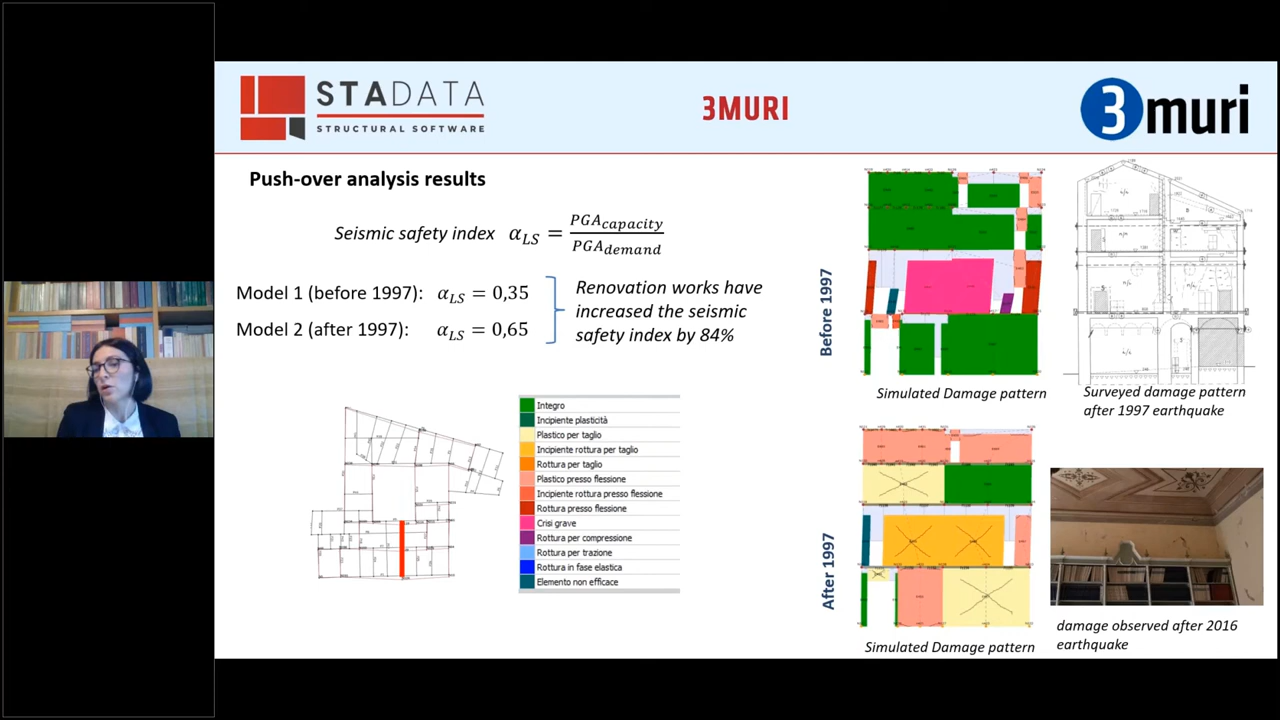 STADATA
STRUCTURAL SOFTWARE
3MURI
3muri
Push-over analysis results
Seismic safety index α_LS = PGA_capacity / PGA_demand
Model 1 (before 1997): α_LS = 0,35
Model 2 (after 1997): α_LS = 0,65
Renovation works have
increased the seismic
safety index by 84%
Integro
Incipiente plasticità
Plastico per taglio
Incipiente rottura per taglio
Rottura per taglio
Plastico presso flessione
Incipiente rottura presso flessione
Rottura presso flessione
Crisi grave
Rottura per compressione
Rottura per trazione
Rottura in fase elastica
Elemento non efficace
Before 1997
Simulated Damage pattern
Surveyed damage pattern
after 1997 earthquake
After 1997
Simulated Damage pattern
damage observed after 2016
earthquake